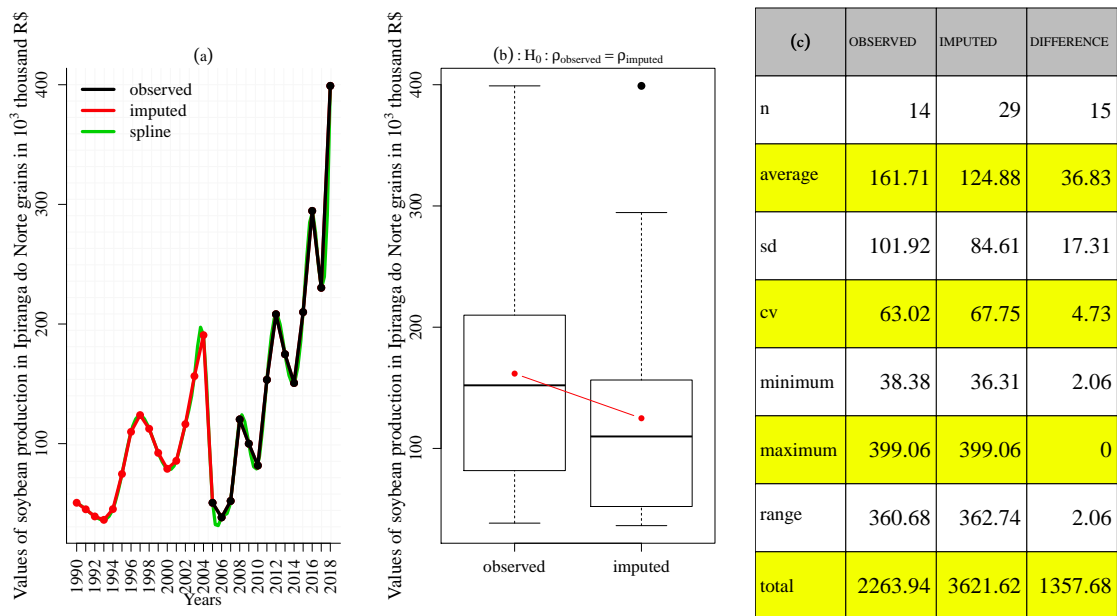 (a)
Values of soybean production in Ipiranga do Norte grains in 10³ thousand R$
400
300
200
100
observed
imputed
spline
1990
1992
1994
1996
1998
2000
2002
2004
2006
2008
2010
2012
2014
2016
2018
Years
(b) : H₀ : ρobserved = ρimputed
Values of soybean production in Ipiranga do Norte grains in 10³ thousand R$
400
300
200
100
observed imputed
(c) OBSERVED IMPUTED DIFFERENCE
n 14 29 15
average 161.71 124.88 36.83
sd 101.92 84.61 17.31
cv 63.02 67.75 4.73
minimum 38.38 36.31 2.06
maximum 399.06 399.06 0
range 360.68 362.74 2.06
total 2263.94 3621.62 1357.68